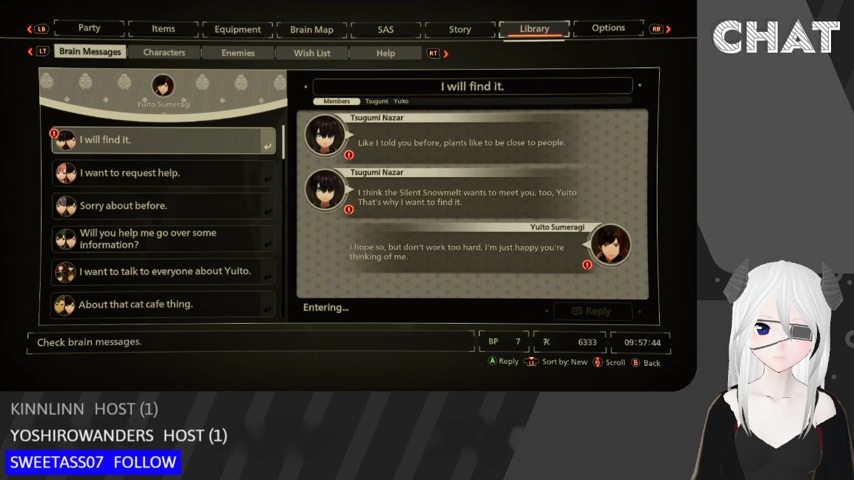 CHAT
LB Party Items Equipment Brain Map SAS Story Library Options RB
LT Brain Messages Characters Enemies Wish List Help RT
Yuito Sumeragi
I will find it.
I want to request help.
Sorry about before.
Will you help me go over some
information?
I want to talk to everyone about Yuito.
About that cat cafe thing.
I will find it.
Members Tsugumi Yuito
Tsugumi Nazar
Like I told you before, plants like to be close to people.
Tsugumi Nazar
I think the Silent Snowmelt wants to meet you, too, Yuito.
That's why I want to find it.
Yuito Sumeragi
I hope so, but don't work too hard. I'm just happy you're
thinking of me.
Entering...
Reply
Check brain messages.
BP 7 6333 09:57:44
A Reply Sort by: New Scroll B Back
KINNLINN HOST (1)
YOSHIROWANDERS HOST (1)
SWEETASS07 FOLLOW